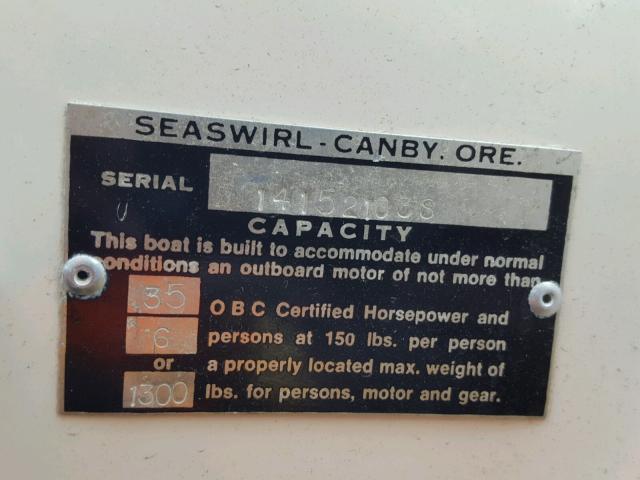 SEASWIRL - CANBY, ORE.
SERIAL
CAPACITY
This boat is built to accommodate under normal
conditions an outboard motor of not more than
O B C Certified Horsepower and
6 persons at 150 lbs. per person
or a properly located max. weight of
1300 lbs. for persons, motor and gear.